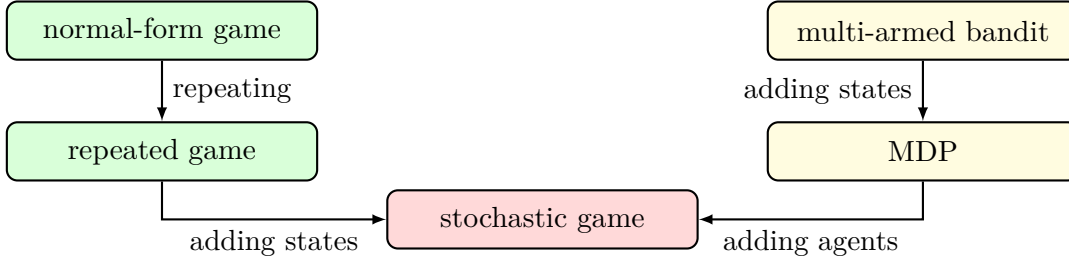 normal-form game
multi-armed bandit
repeating
adding states
repeated game
MDP
stochastic game
adding states
adding agents